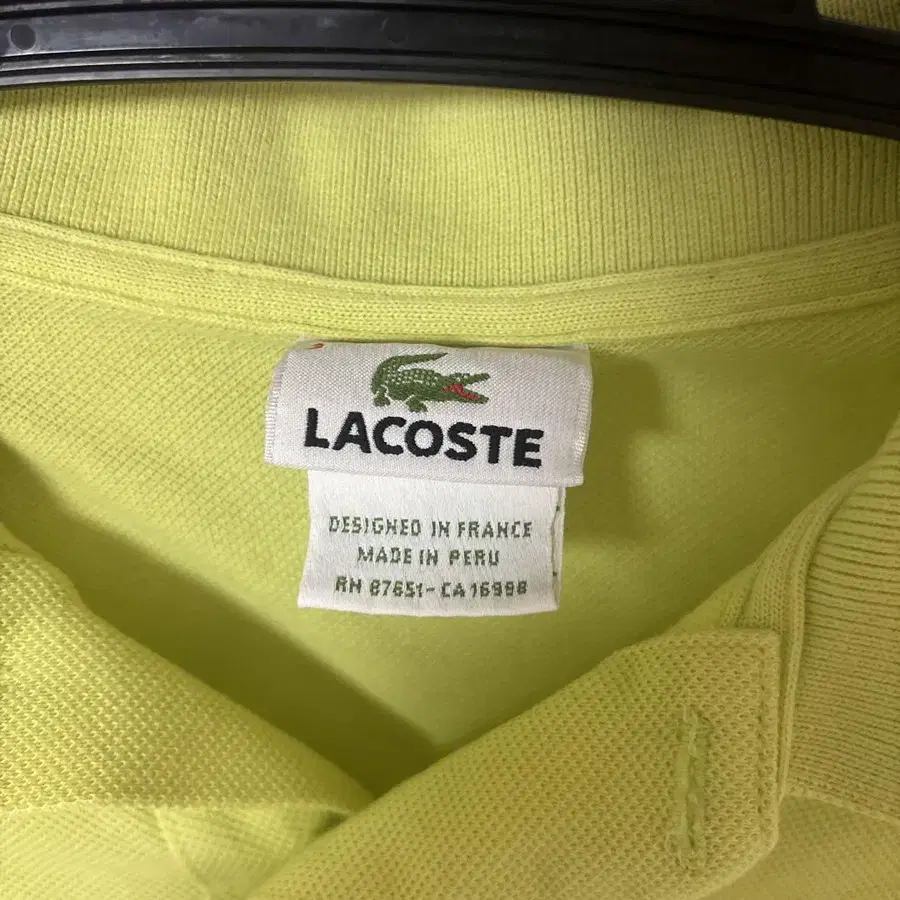 LACOSTE
DESIGNED IN FRANCE
MADE IN PERU
RN 87651-CA 16998